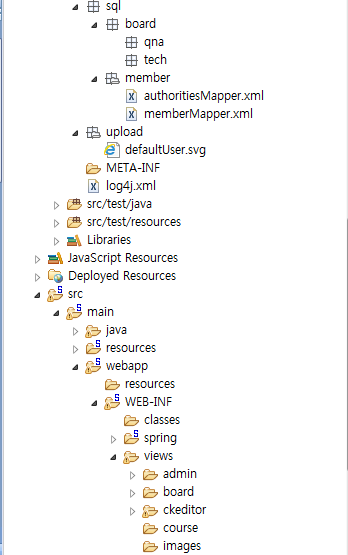 sql
board
qna
tech
member
authoritiesMapper.xml
memberMapper.xml
upload
defaultUser.svg
META-INF
log4j.xml
src/test/java
src/test/resources
Libraries
JavaScript Resources
Deployed Resources
src
main
java
resources
webapp
resources
WEB-INF
classes
spring
views
admin
board
ckeditor
course
images